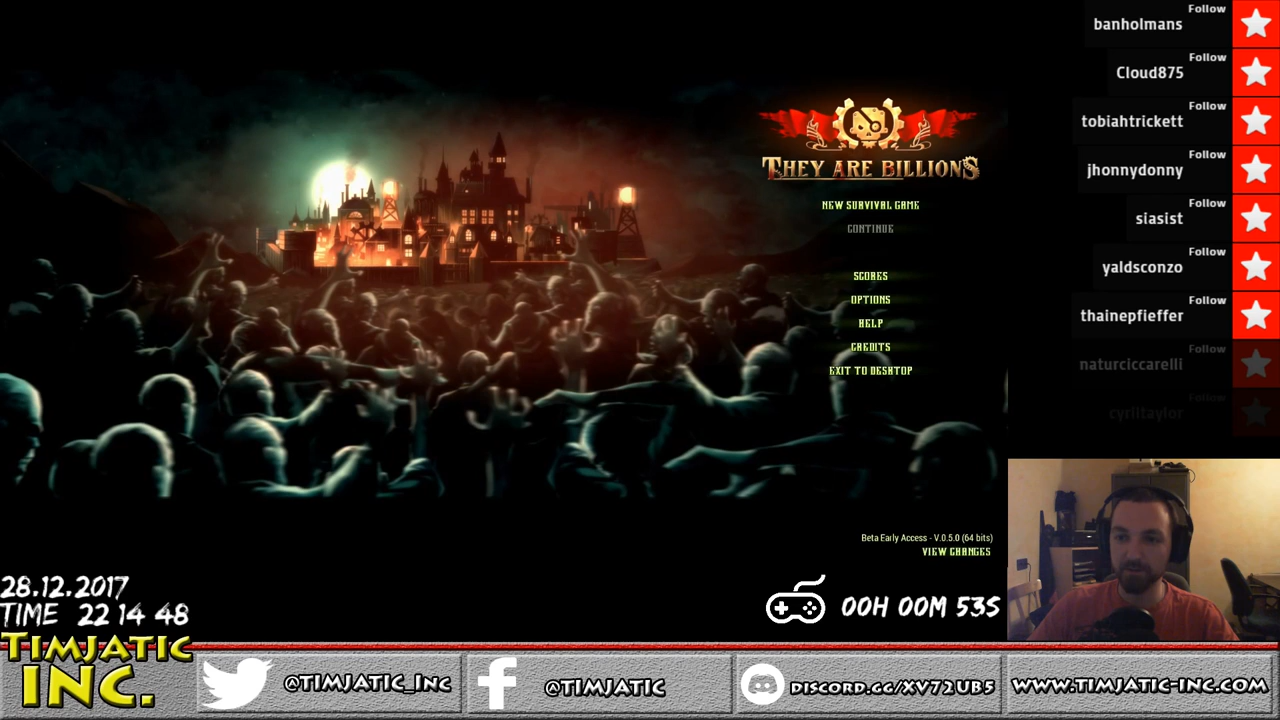 THEY ARE BILLIONS
NEW SURVIVAL GAME
CONTINUE
SCORES
OPTIONS
HELP
CREDITS
EXIT TO DESKTOP
Beta Early Access - V.0.5.0 (64 bits)
VIEW CHANGES
Follow
banholmans
Follow
Cloud875
Follow
tobiahtrickett
Follow
jhonnydonny
Follow
siasist
Follow
yaldsconzo
Follow
thainepfieffer
Follow
naturciccarelli
Follow
cyrlitaylor
28.12.2017
TIME 22 14 48
00H 00M 53S
TIMJATIC
INC.
@TIMJATIC_INC
@TIMJATIC
DISCORD.GG/XV72UB5
WWW.TIMJATIC-INC.COM